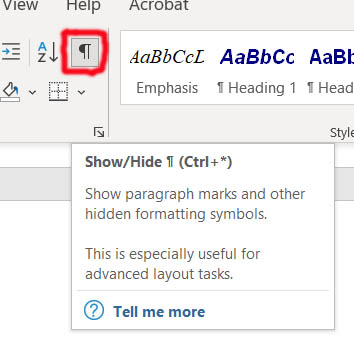 View Help Acrobat
A
Z ¶ AaBbCcL AaBbCc AaBb
Emphasis ¶ Heading 1 ¶ Head
Style
Show/Hide ¶ (Ctrl+*)
Show paragraph marks and other
hidden formatting symbols.
This is especially useful for
advanced layout tasks.
? Tell me more